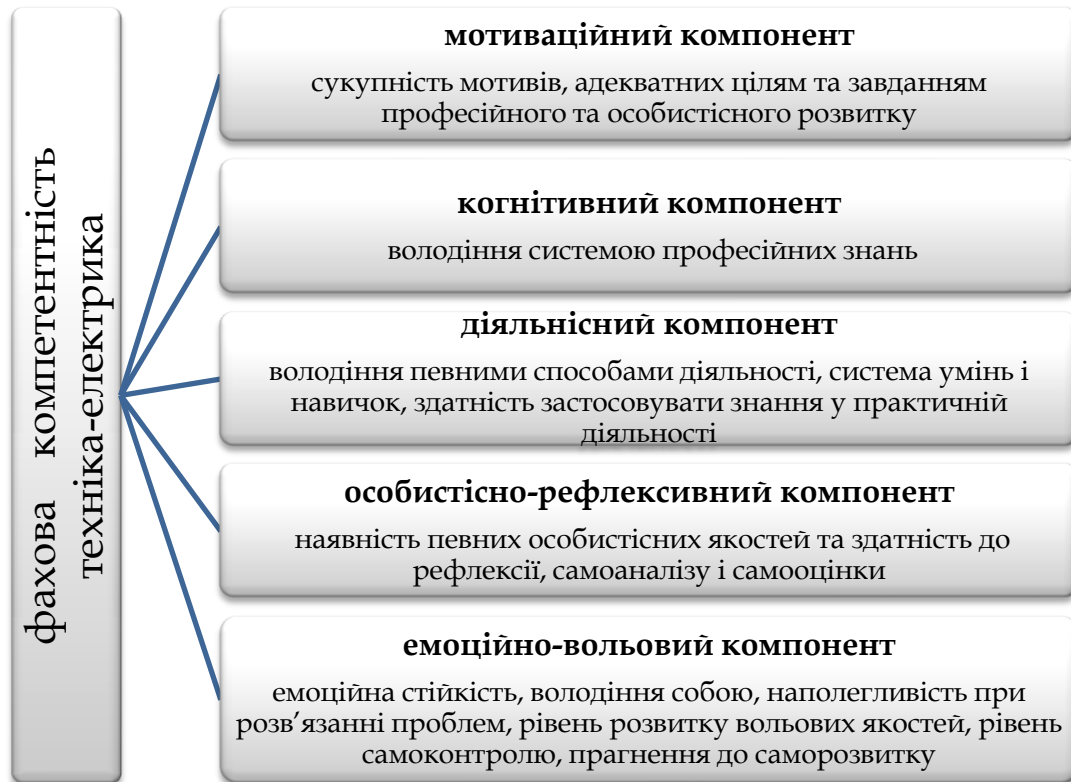 фахова компетентність
техніка-електрика
мотиваційний компонент
сукупність мотивів, адекватних цілям та завданням
професійного та особистісного розвитку
когнітивний компонент
володіння системою професійних знань
діяльнісний компонент
володіння певними способами діяльності, система умінь і
навичок, здатність застосовувати знання у практичній
діяльності
особистісно-рефлексивний компонент
наявність певних особистісних якостей та здатність до
рефлексії, самоаналізу і самооцінки
емоційно-вольовий компонент
емоційна стійкість, володіння собою, наполегливість при
розв’язанні проблем, рівень розвитку вольових якостей, рівень
самоконтролю, прагнення до саморозвитку